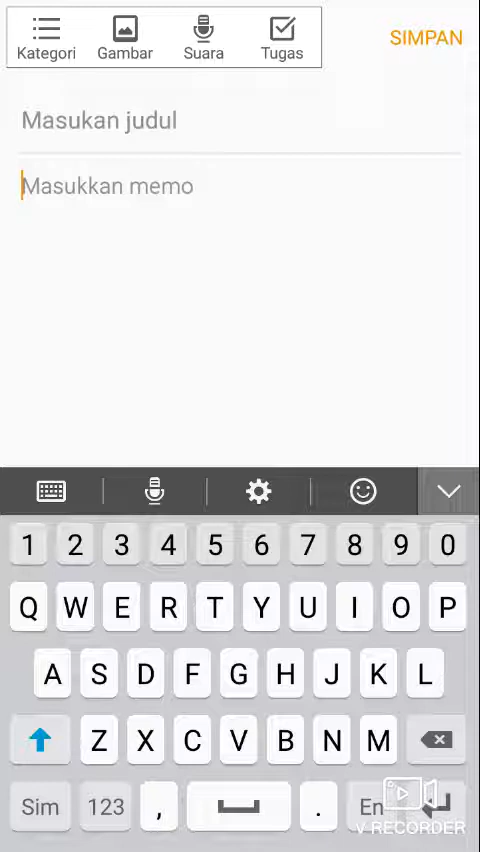 Kategori Gambar Suara Tugas SIMPAN
Masukan judul
Masukkan memo
1 2 3 4 5 6 7 8 9 0
Q W E R T Y U I O P
A S D F G H J K L
Z X C V B N M
Sim 123 , . En
V RECORDER